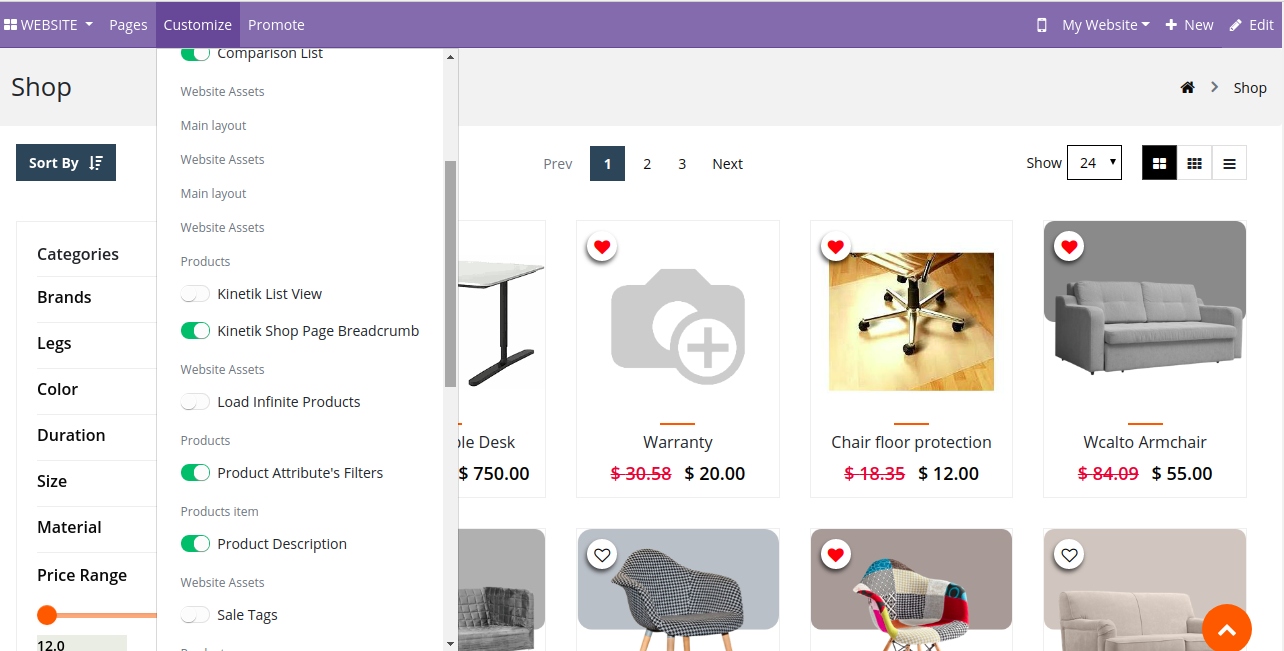 WEBSITE Pages Customize Promote My Website New Edit
Comparison List
Website Assets
Main layout
Website Assets
Main layout
Website Assets
Products
Kinetik List View
Kinetik Shop Page Breadcrumb
Website Assets
Load Infinite Products
Products
Product Attribute's Filters
Products item
Product Description
Website Assets
Sale Tags
Shop
Shop
Sort By
Prev 1 2 3 Next
Show 24
Categories
Brands
Legs
Color
Duration
Size
Material
Price Range
12.0
Desk
$ 750.00
Warranty
$ 30.58 $ 20.00
Chair floor protection
$ 18.35 $ 12.00
Wcalto Armchair
$ 84.09 $ 55.00